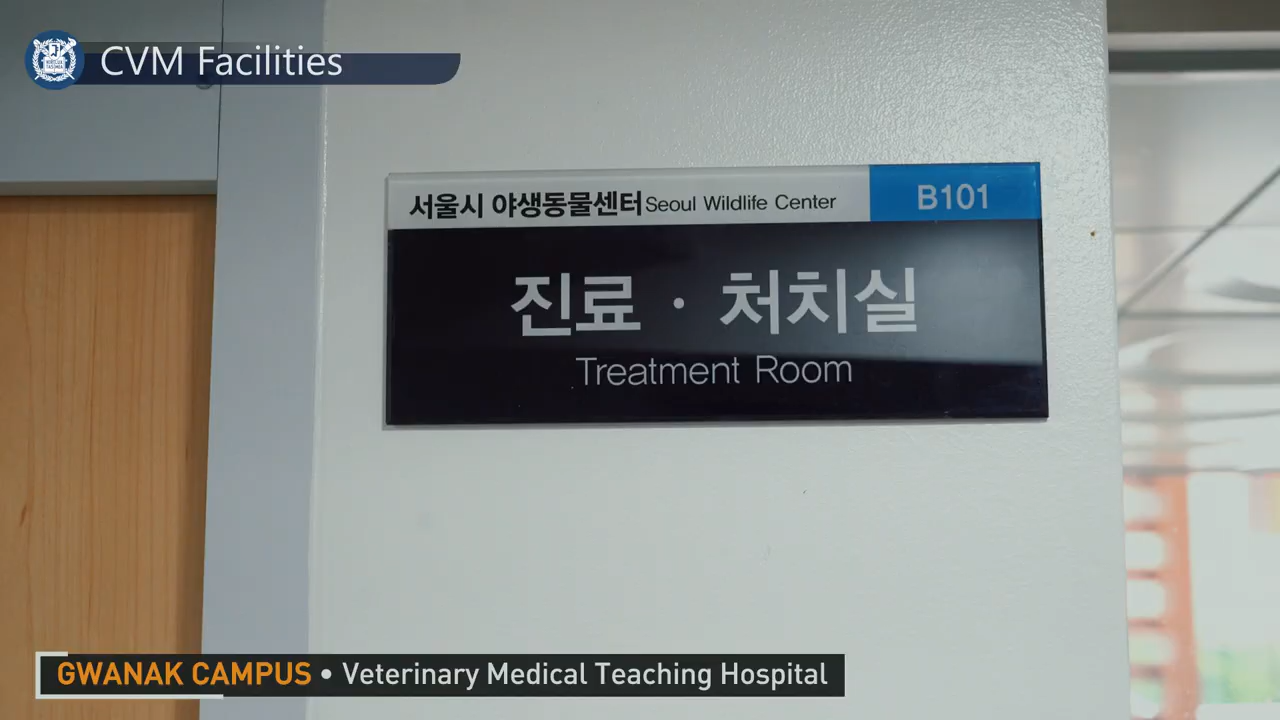 CVM Facilities
서울시 야생동물센터 Seoul Wildlife Center B101
진료 · 처치실
Treatment Room
GWANAK CAMPUS • Veterinary Medical Teaching Hospital